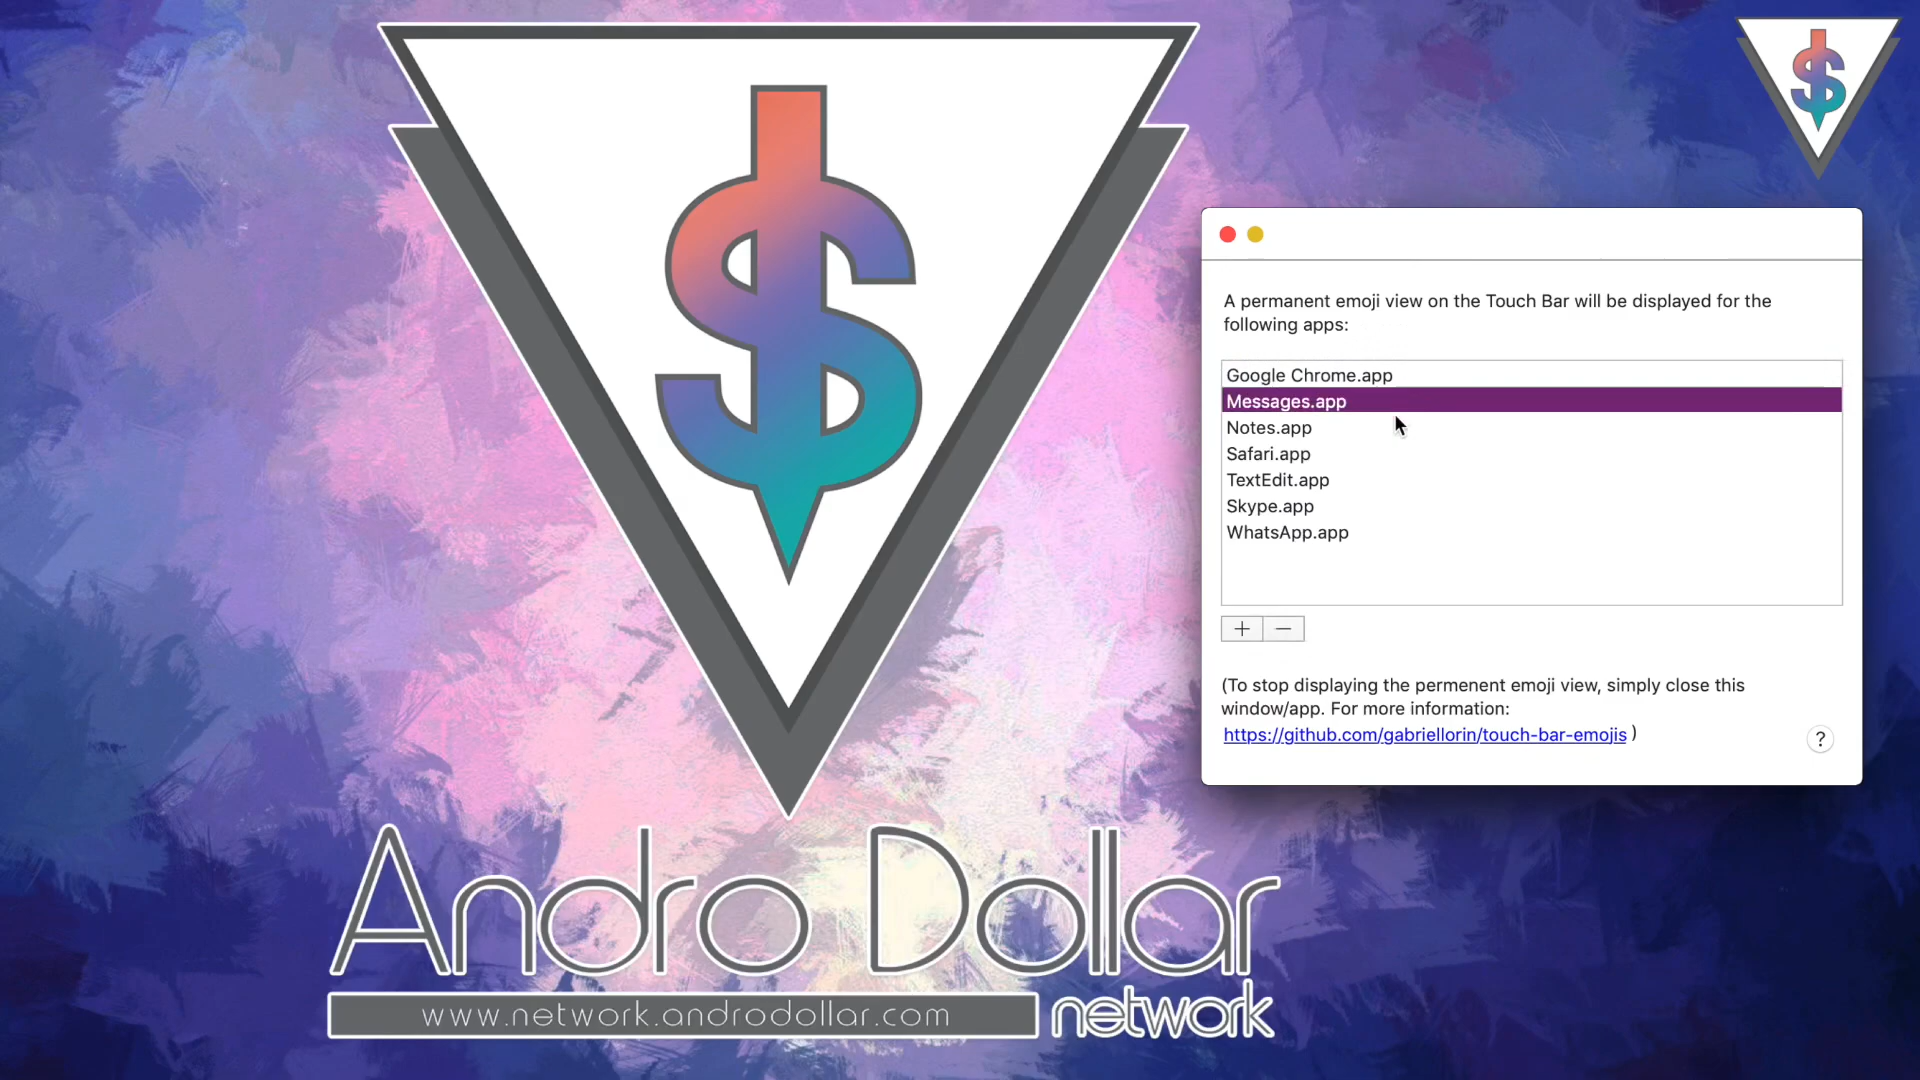 A permanent emoji view on the Touch Bar will be displayed for the
following apps:
Google Chrome.app
Messages.app
Notes.app
Safari.app
TextEdit.app
Skype.app
WhatsApp.app
(To stop displaying the permenent emoji view, simply close this
window/app. For more information:
https://github.com/gabriellorin/touch-bar-emojis )
?
Andro Dollar
www.network.androdollar.com network